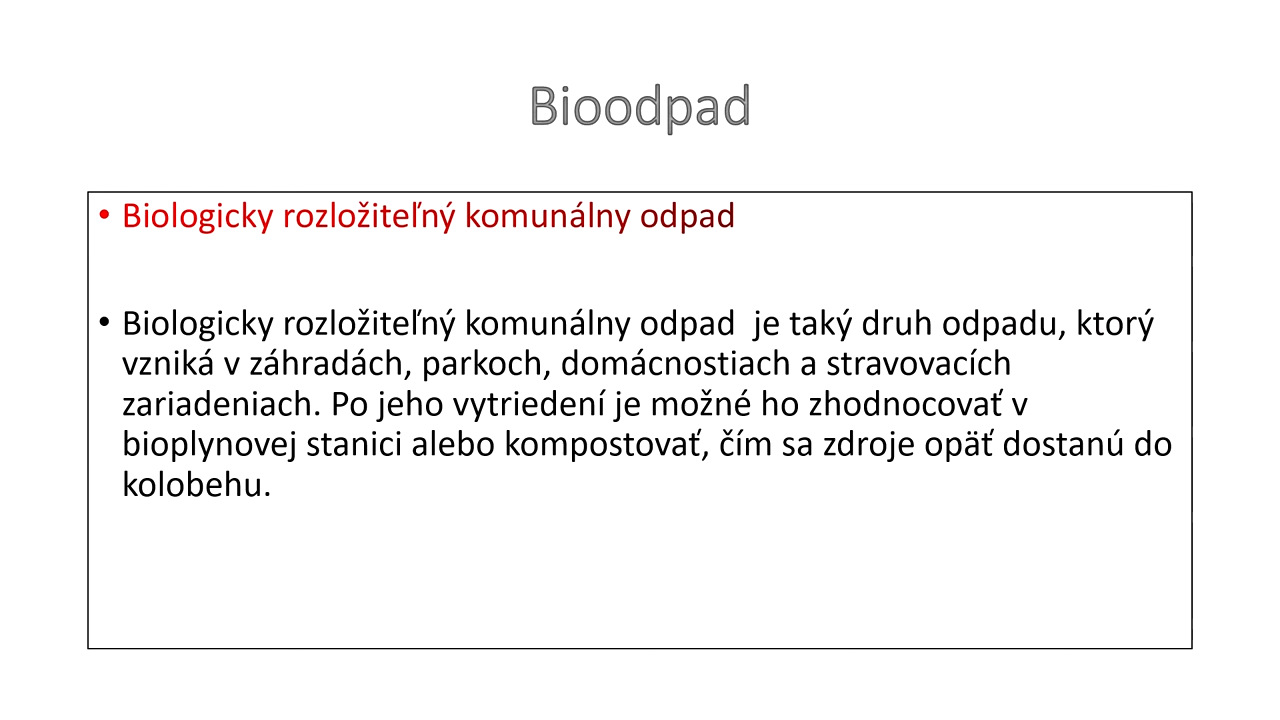 Bioodpad
• Biologicky rozložiteľný komunálny odpad
• Biologicky rozložiteľný komunálny odpad  je taký druh odpadu, ktorý
vzniká v záhradách, parkoch, domácnostiach a stravovacích
zariadeniach. Po jeho vytriedení je možné ho zhodnocovať v
bioplynovej stanici alebo kompostovať, čím sa zdroje opäť dostanú do
kolobehu.